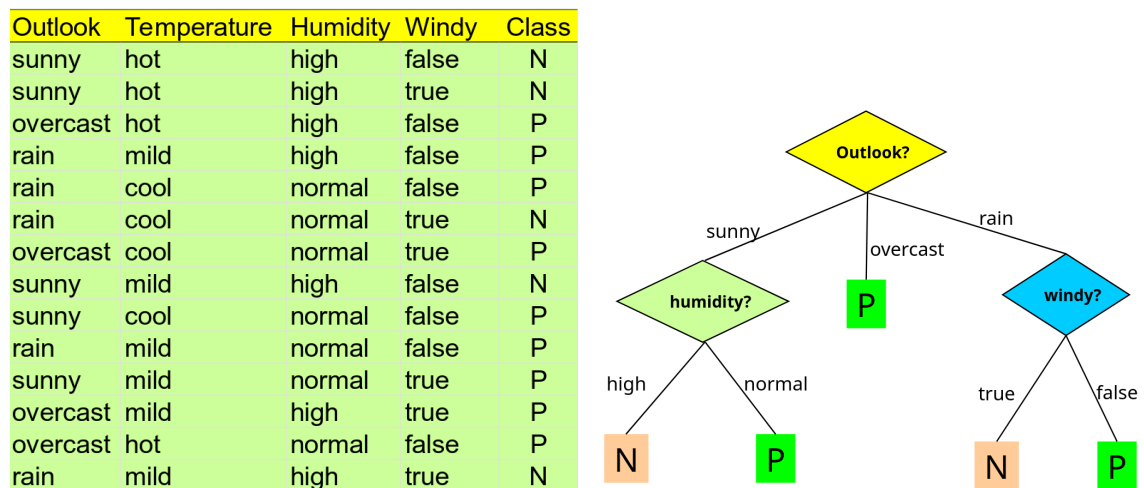 Outlook Temperature Humidity Windy Class
sunny hot high false N
sunny hot high true N
overcast hot high false P
rain mild high false P
rain cool normal false P
rain cool normal true N
overcast cool normal true P
sunny mild high false N
sunny cool normal false P
rain mild normal false P
sunny mild normal true P
overcast mild high true P
overcast hot normal false P
rain mild high true N
Outlook?
sunny
overcast
rain
humidity?
P
windy?
high
normal
true
false
N
P
N
P